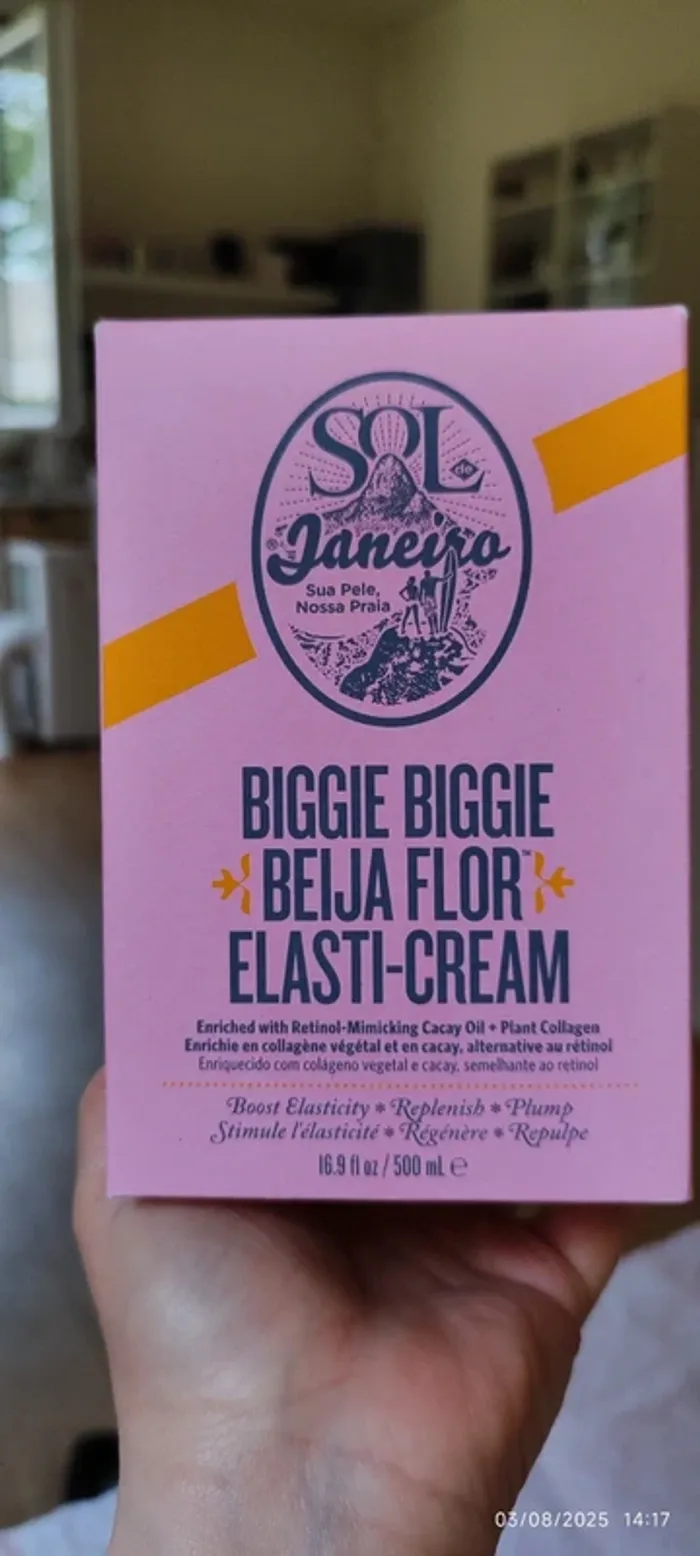 SOL de
® Janeiro
Sua Pele,
Nossa Praia
BIGGIE BIGGIE
BEIJA FLOR™
ELASTI-CREAM
Enriched with Retinol-Mimicking Cacay Oil + Plant Collagen
Enrichie en collagène végétal et en cacay, alternative au rétinol
Enriquecido com colágeno vegetal e cacay, semelhante ao retinol
Boost Elasticity * Replenish * Plump
Stimule l'élasticité * Régénère * Repulpe
16.9 fl oz / 500 mL ℮
03/08/2025 14:17